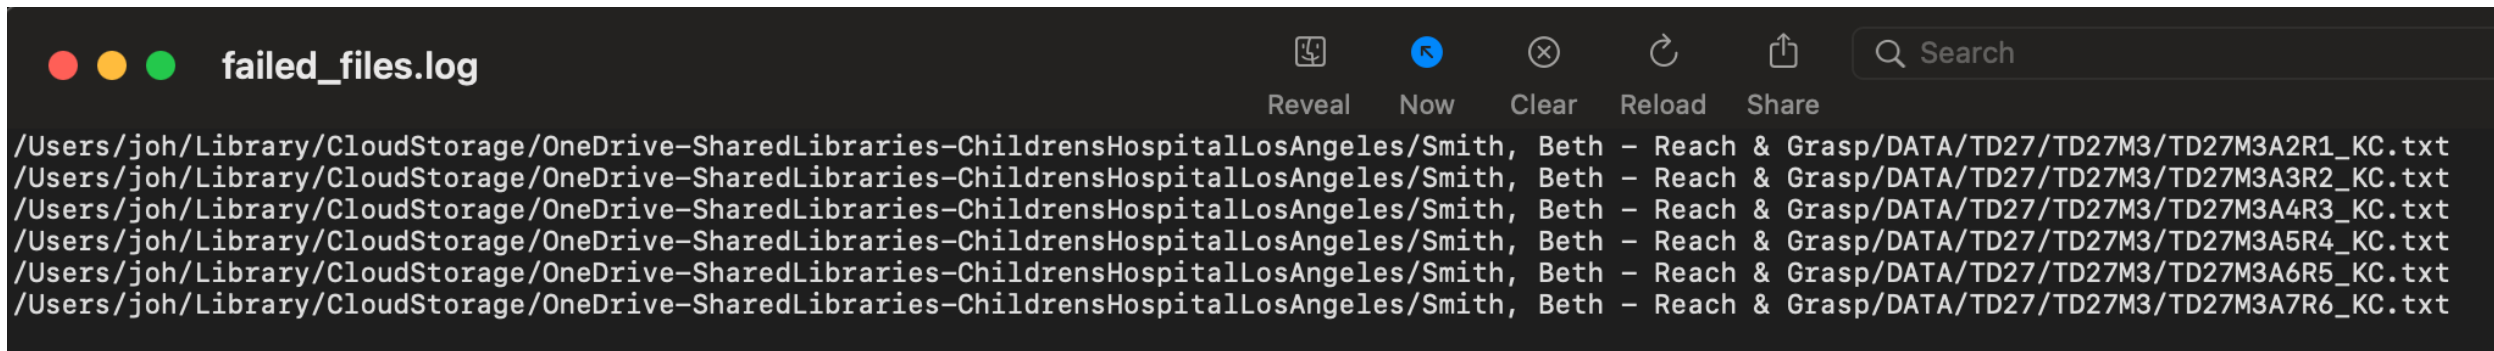 failed_files.log
Reveal Now Clear Reload Share
Search
/Users/joh/Library/CloudStorage/OneDrive-SharedLibraries-ChildrensHospitalLosAngeles/Smith, Beth - Reach & Grasp/DATA/TD27/TD27M3/TD27M3A2R1_KC.txt
/Users/joh/Library/CloudStorage/OneDrive-SharedLibraries-ChildrensHospitalLosAngeles/Smith, Beth - Reach & Grasp/DATA/TD27/TD27M3/TD27M3A3R2_KC.txt
/Users/joh/Library/CloudStorage/OneDrive-SharedLibraries-ChildrensHospitalLosAngeles/Smith, Beth - Reach & Grasp/DATA/TD27/TD27M3/TD27M3A4R3_KC.txt
/Users/joh/Library/CloudStorage/OneDrive-SharedLibraries-ChildrensHospitalLosAngeles/Smith, Beth - Reach & Grasp/DATA/TD27/TD27M3/TD27M3A5R4_KC.txt
/Users/joh/Library/CloudStorage/OneDrive-SharedLibraries-ChildrensHospitalLosAngeles/Smith, Beth - Reach & Grasp/DATA/TD27/TD27M3/TD27M3A6R5_KC.txt
/Users/joh/Library/CloudStorage/OneDrive-SharedLibraries-ChildrensHospitalLosAngeles/Smith, Beth - Reach & Grasp/DATA/TD27/TD27M3/TD27M3A7R6_KC.txt